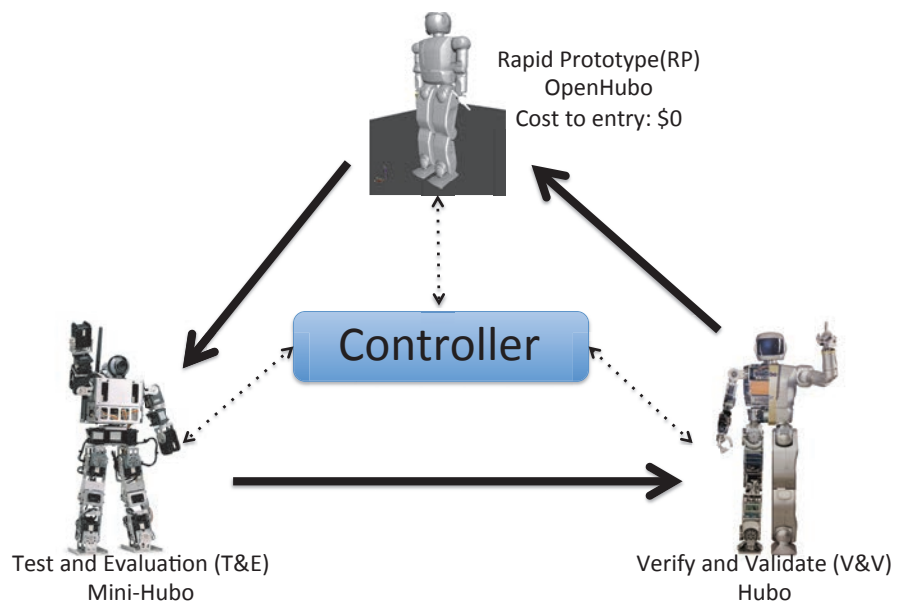 Rapid Prototype(RP)
OpenHubo
Cost to entry: $0
Controller
Test and Evaluation (T&E)
Mini-Hubo
Verify and Validate (V&V)
Hubo